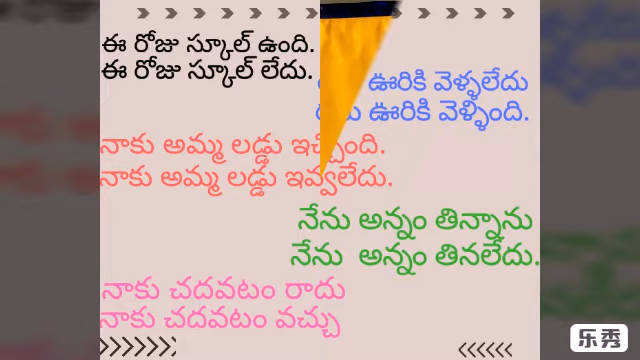 ఈ రోజు స్కూల్ ఉంది.
ఈ రోజు స్కూల్ లేదు.
ఊరికి వెళ్ళలేదు
ఊరికి వెళ్ళింది.
నాకు అమ్మ లడ్డు ఇచ్చింది.
నాకు అమ్మ లడ్డు ఇవ్వలేదు.
నేను అన్నం తిన్నాను
నేను అన్నం తినలేదు.
నాకు చదవటం రాదు
నాకు చదవటం వచ్చు
乐秀